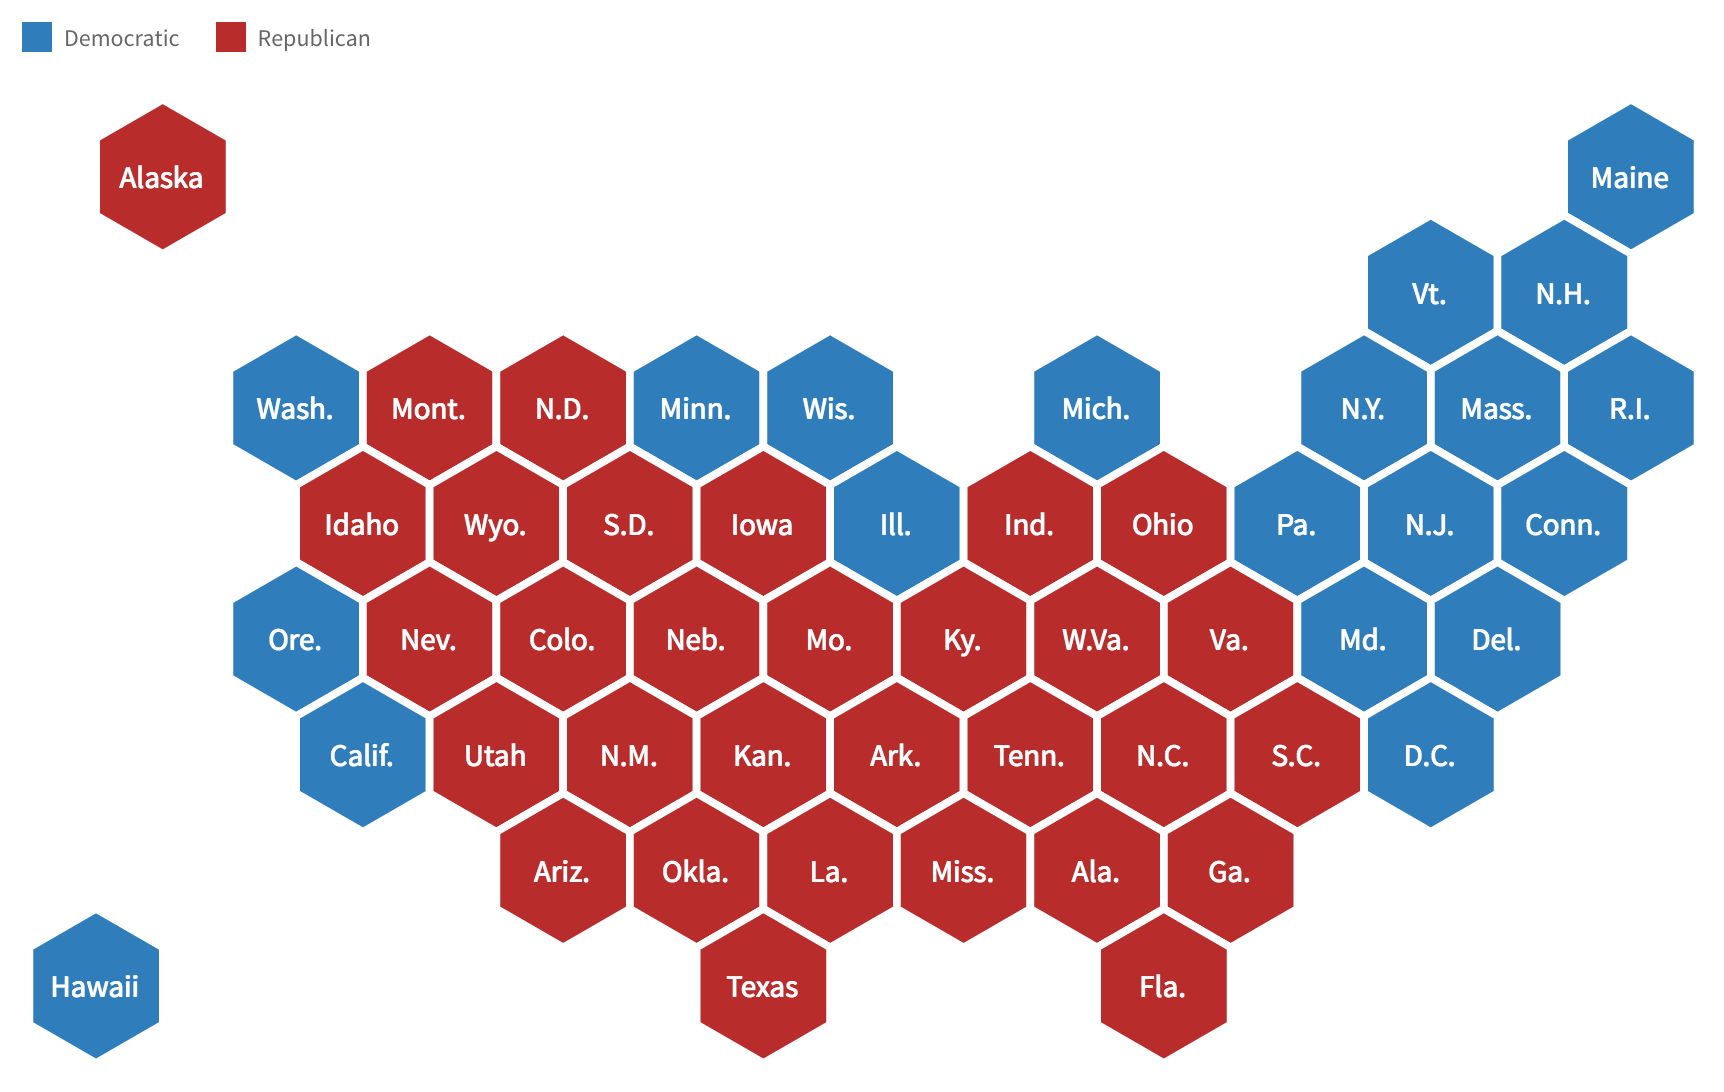 Democratic Republican
Alaska Maine
Vt. N.H.
Wash. Mont. N.D. Minn. Wis. Mich. N.Y. Mass. R.I.
Idaho Wyo. S.D. Iowa Ill. Ind. Ohio Pa. N.J. Conn.
Ore. Nev. Colo. Neb. Mo. Ky. W.Va. Va. Md. Del.
Calif. Utah N.M. Kan. Ark. Tenn. N.C. S.C. D.C.
Ariz. Okla. La. Miss. Ala. Ga.
Hawaii Texas Fla.